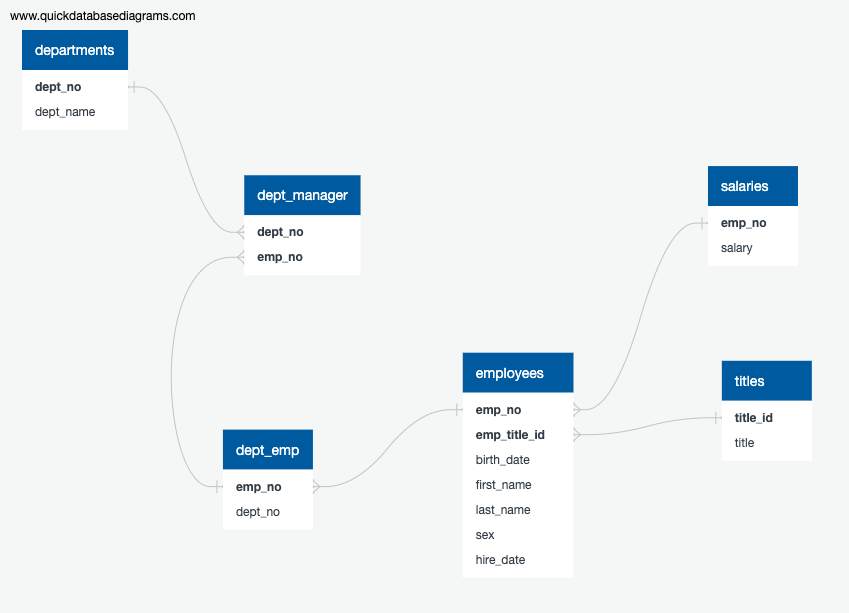 www.quickdatabasediagrams.com
departments
dept_no
dept_name
dept_manager
dept_no
emp_no
salaries
emp_no
salary
employees
emp_no
emp_title_id
birth_date
first_name
last_name
sex
hire_date
titles
title_id
title
dept_emp
emp_no
dept_no